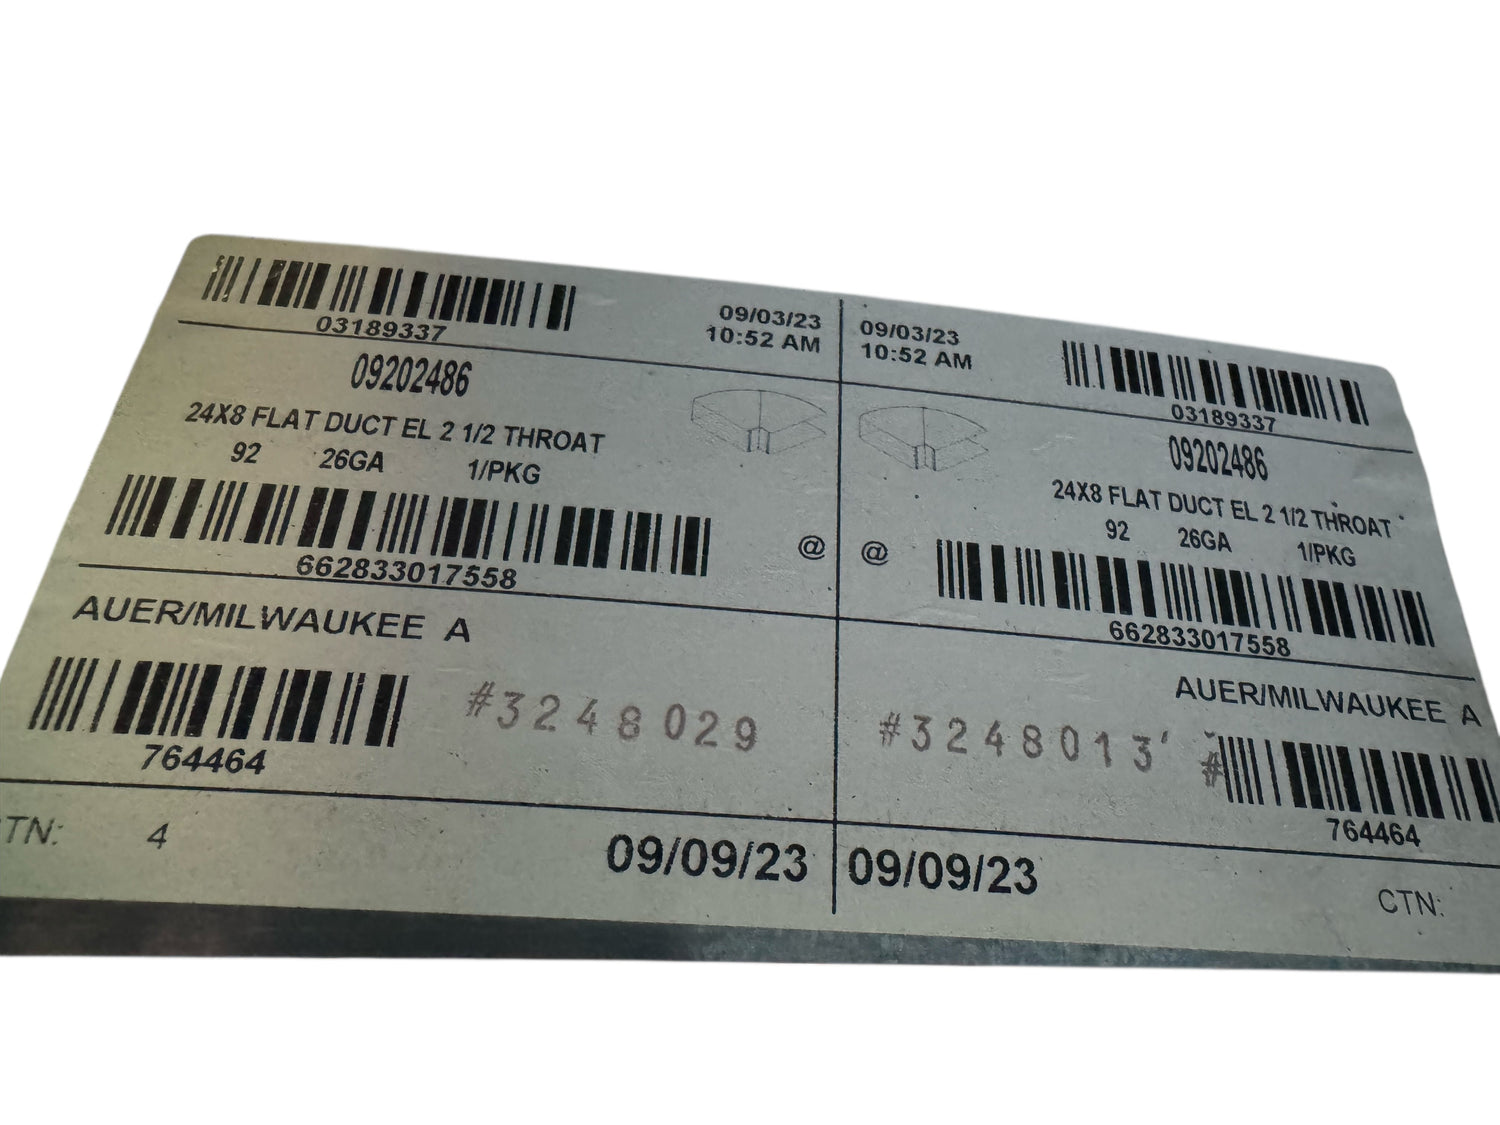 03189337
09/03/23
10:52 AM
09202486
24X8 FLAT DUCT EL 2 1/2 THROAT
92 26GA 1/PKG
662833017558
@
AUER/MILWAUKEE A
764464
#3248029
TN: 4
09/09/23
09/03/23
10:52 AM
03189337
09202486
24X8 FLAT DUCT EL 2 1/2 THROAT
92 26GA 1/PKG
@
662833017558
AUER/MILWAUKEE A
#3248013'
#
764464
09/09/23
CTN: